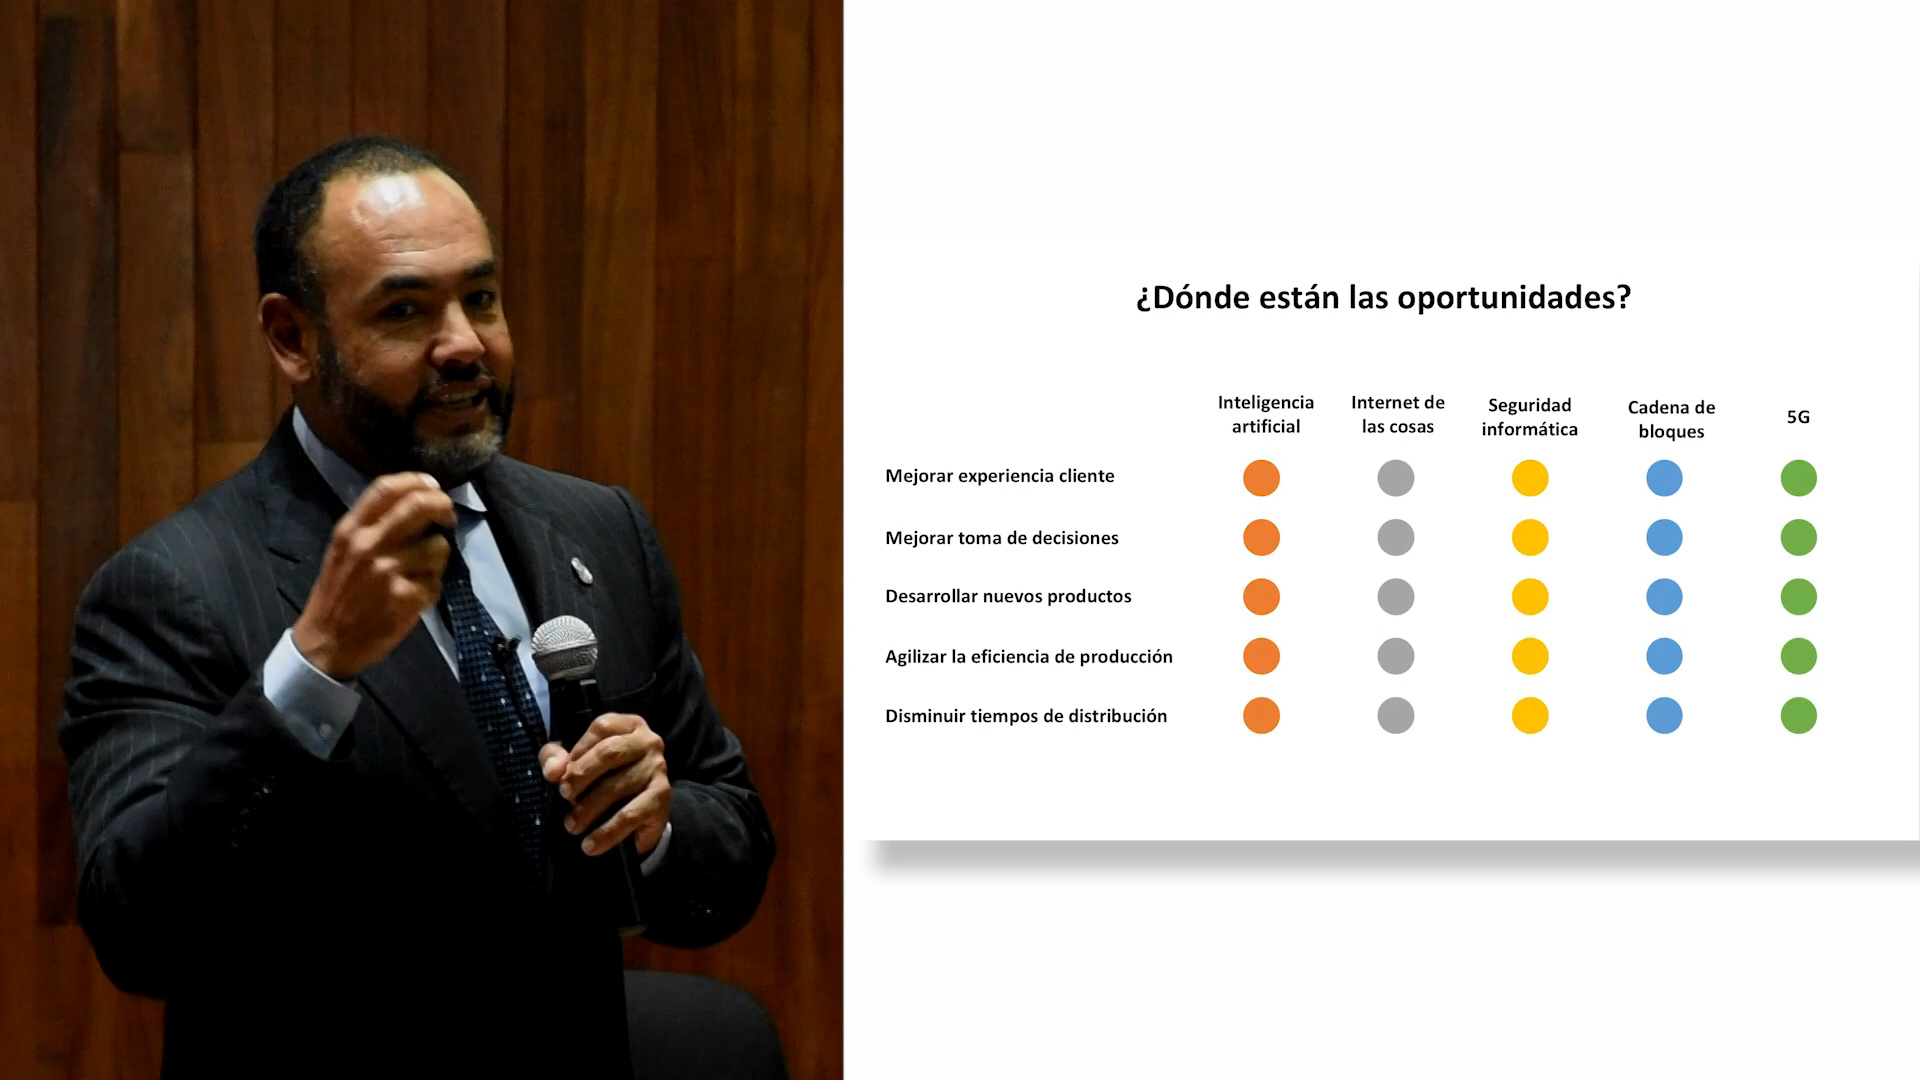 ¿Dónde están las oportunidades?
Inteligencia
artificial
Internet de
las cosas
Seguridad
informática
Cadena de
bloques
5G
Mejorar experiencia cliente
Mejorar toma de decisiones
Desarrollar nuevos productos
Agilizar la eficiencia de producción
Disminuir tiempos de distribución